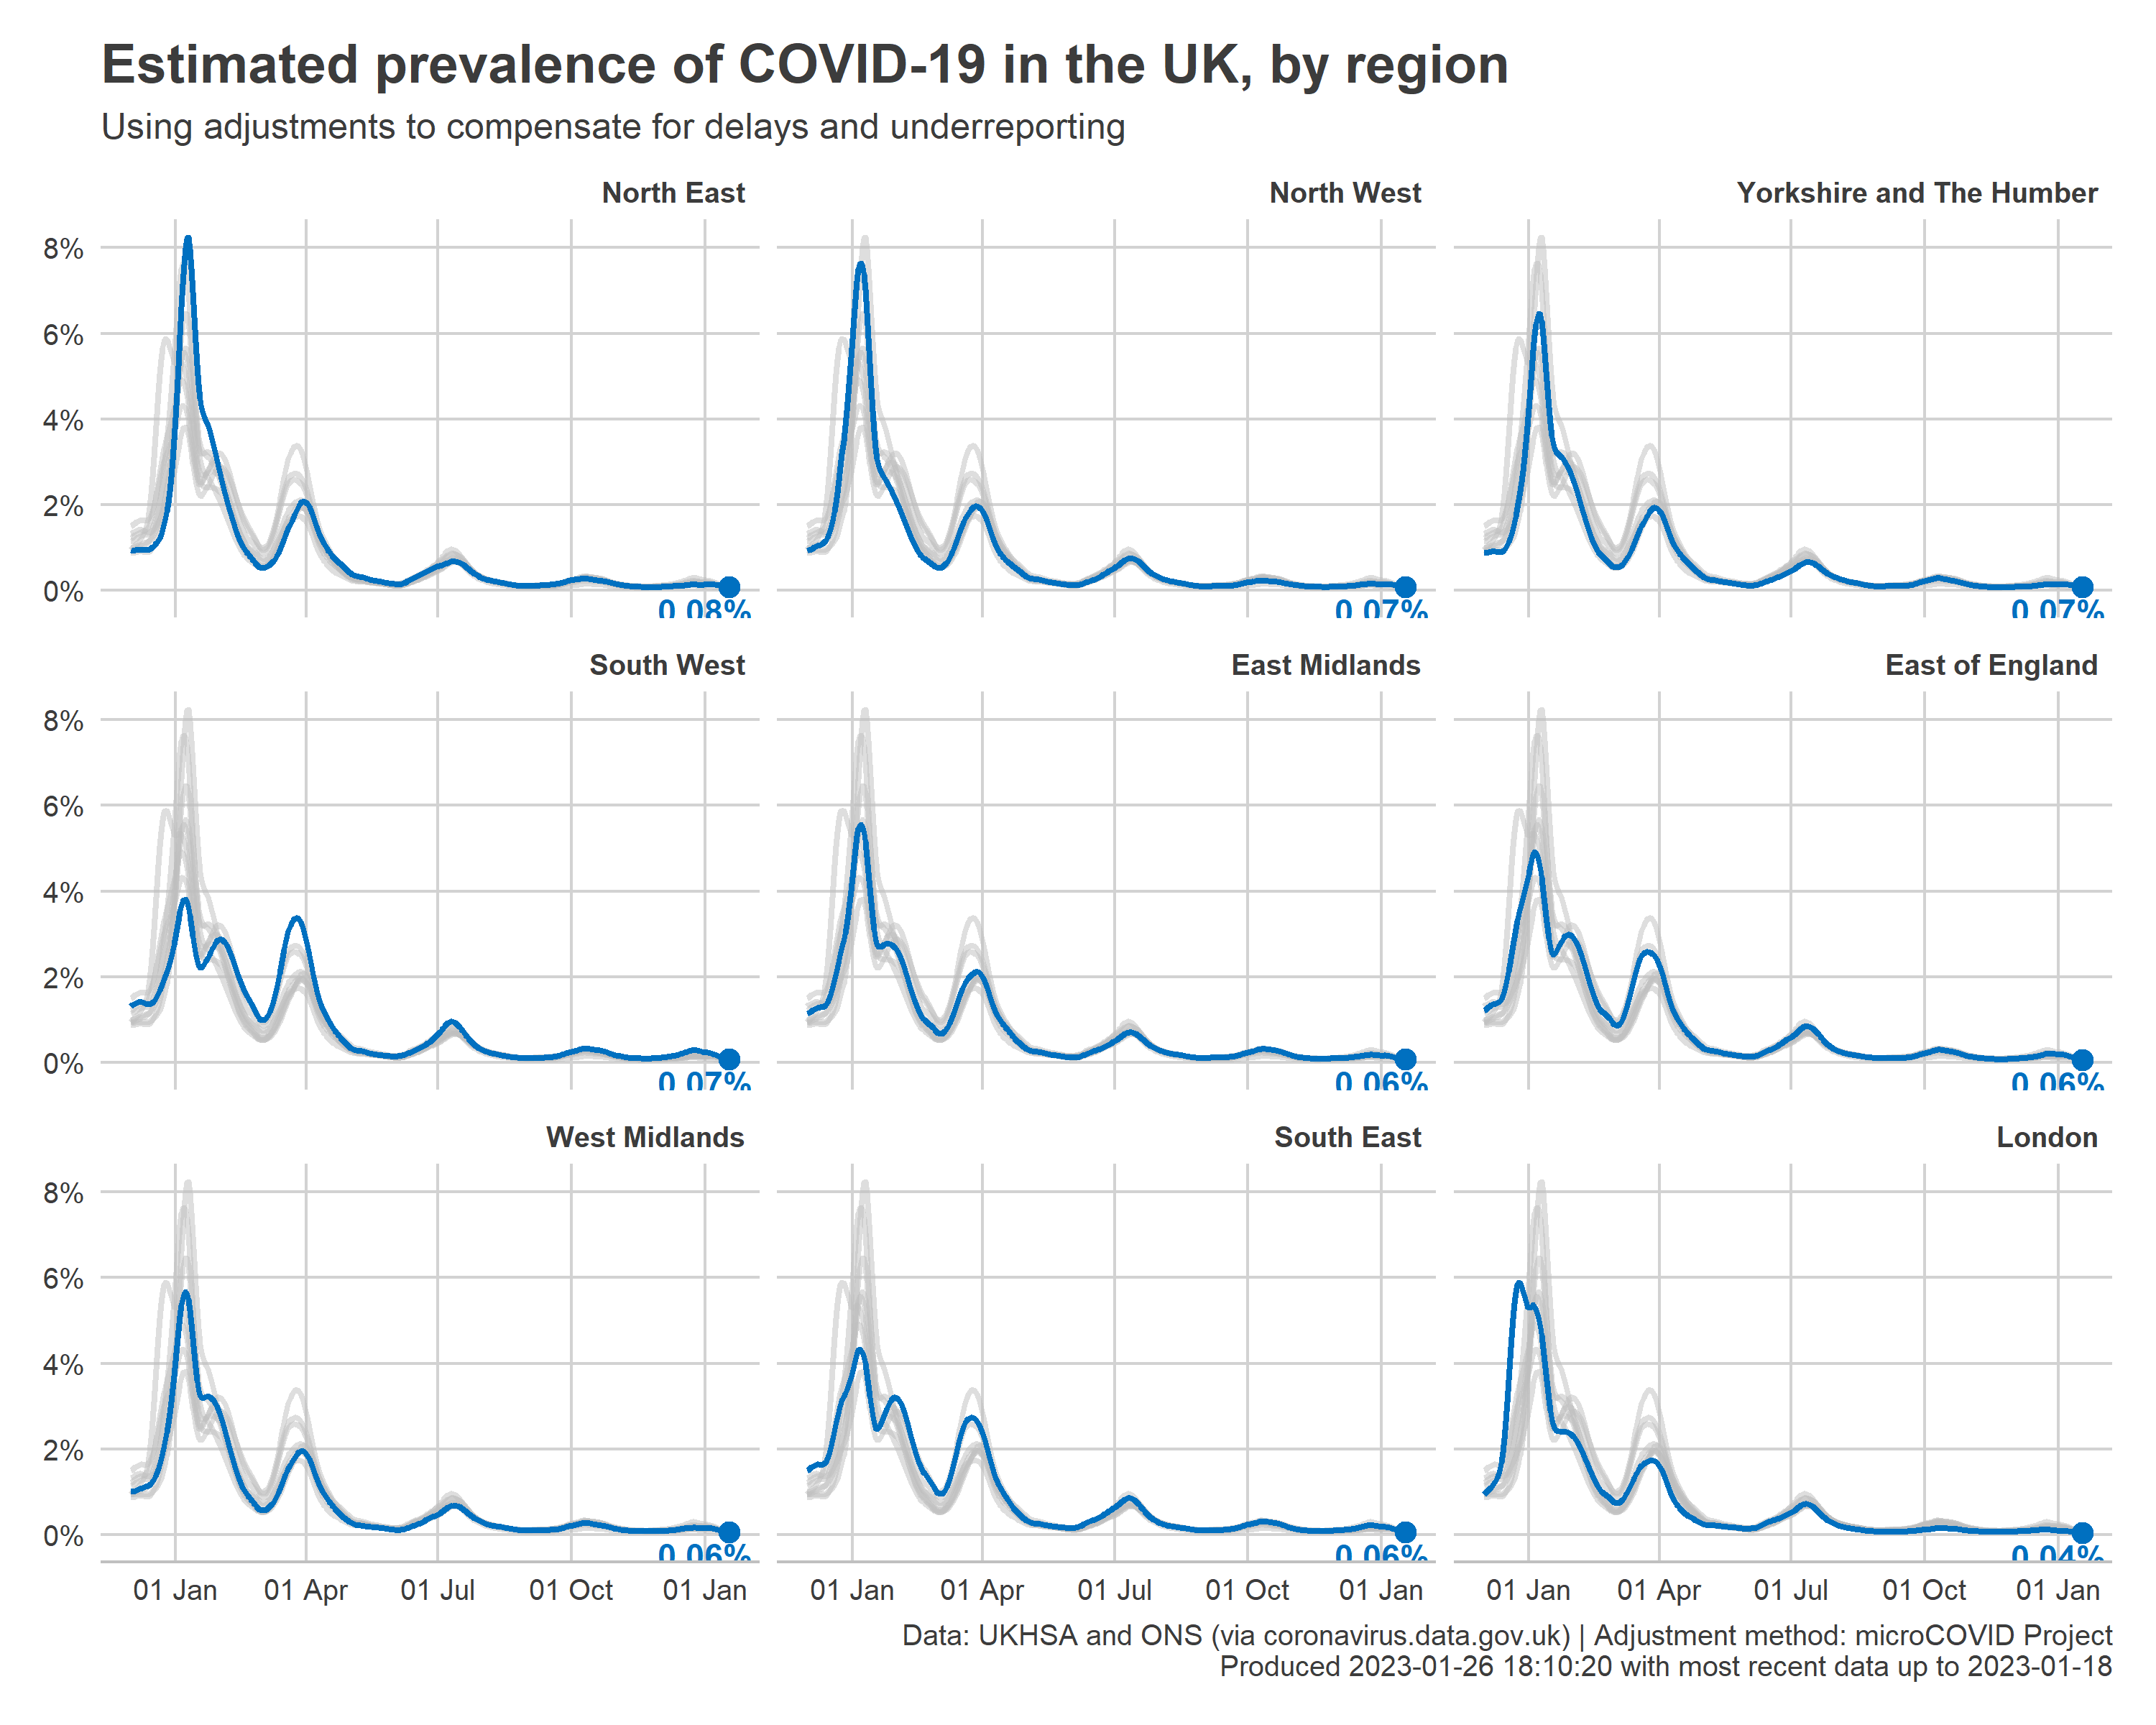 Estimated prevalence of COVID-19 in the UK, by region
Using adjustments to compensate for delays and underreporting
North East
North West
Yorkshire and The Humber
8%
6%
4%
2%
0%
0.08%
0.07%
0.07%
South West
East Midlands
East of England
8%
6%
4%
2%
0%
0.07%
0.06%
0.06%
West Midlands
South East
London
8%
6%
4%
2%
0%
0.06%
0.06%
0.04%
01 Jan 01 Apr 01 Jul 01 Oct 01 Jan
01 Jan 01 Apr 01 Jul 01 Oct 01 Jan
01 Jan 01 Apr 01 Jul 01 Oct 01 Jan
Data: UKHSA and ONS (via coronavirus.data.gov.uk) | Adjustment method: microCOVID Project
Produced 2023-01-26 18:10:20 with most recent data up to 2023-01-18